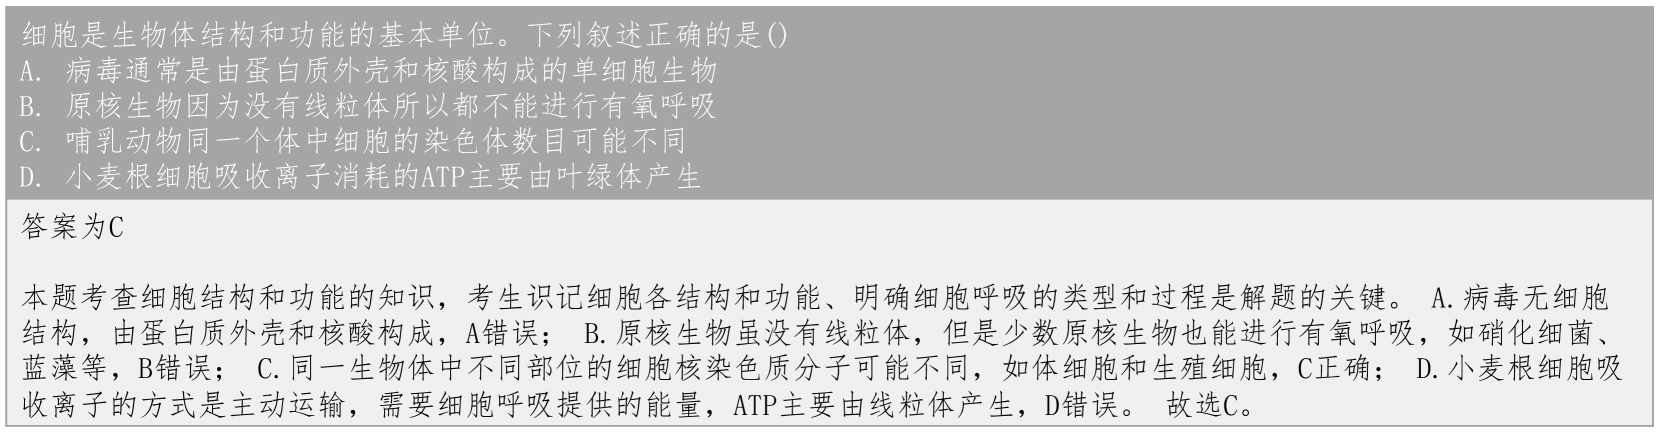 细胞是生物体结构和功能的基本单位。下列叙述正确的是()
A. 病毒通常是由蛋白质外壳和核酸构成的单细胞生物
B. 原核生物因为没有线粒体所以都不能进行有氧呼吸
C. 哺乳动物同一个体中细胞的染色体数目可能不同
D. 小麦根细胞吸收离子消耗的ATP主要由叶绿体产生
答案为C
本题考查细胞结构和功能的知识，考生识记细胞各结构和功能、明确细胞呼吸的类型和过程是解题的关键。 A.病毒无细胞
结构，由蛋白质外壳和核酸构成，A错误； B.原核生物虽没有线粒体，但是少数原核生物也能进行有氧呼吸，如硝化细菌、
蓝藻等，B错误； C.同一生物体中不同部位的细胞核染色质分子可能不同，如体细胞和生殖细胞，C正确； D.小麦根细胞吸
收离子的方式是主动运输，需要细胞呼吸提供的能量，ATP主要由线粒体产生，D错误。 故选C。